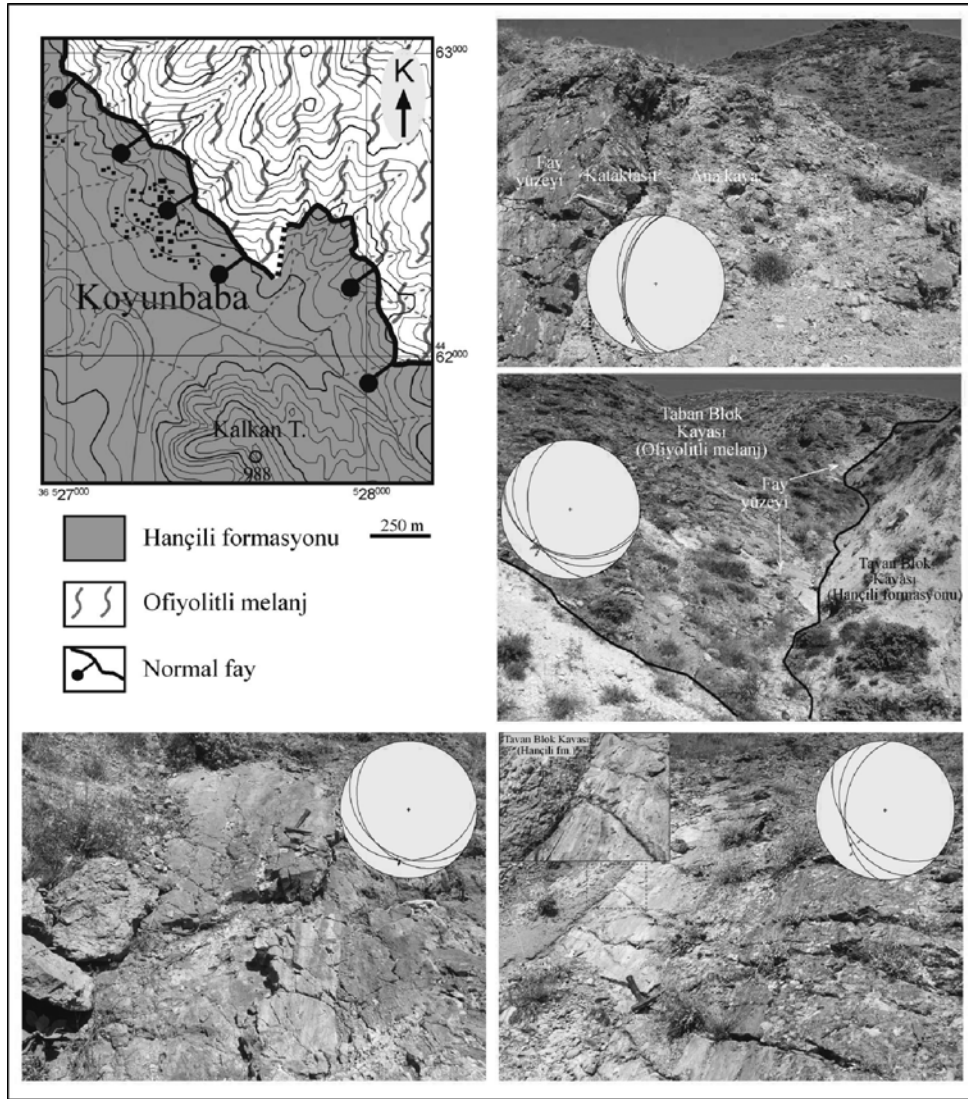 63000
K
Koyunbaba
44
62000
Kalkan T.
988
36 527000
528000
250 m
Hançili formasyonu
Ofiyolitli melanj
Normal fay
Fay
yüzeyi
Kataklasit
Ana kaya
Taban Blok
Kayası
(Ofiyolitli melanj)
Fay
yüzeyi
Tavan Blok
Kayası
(Hançili formasyonu)
Tavan Blok Kayası
(Hançili fm.)